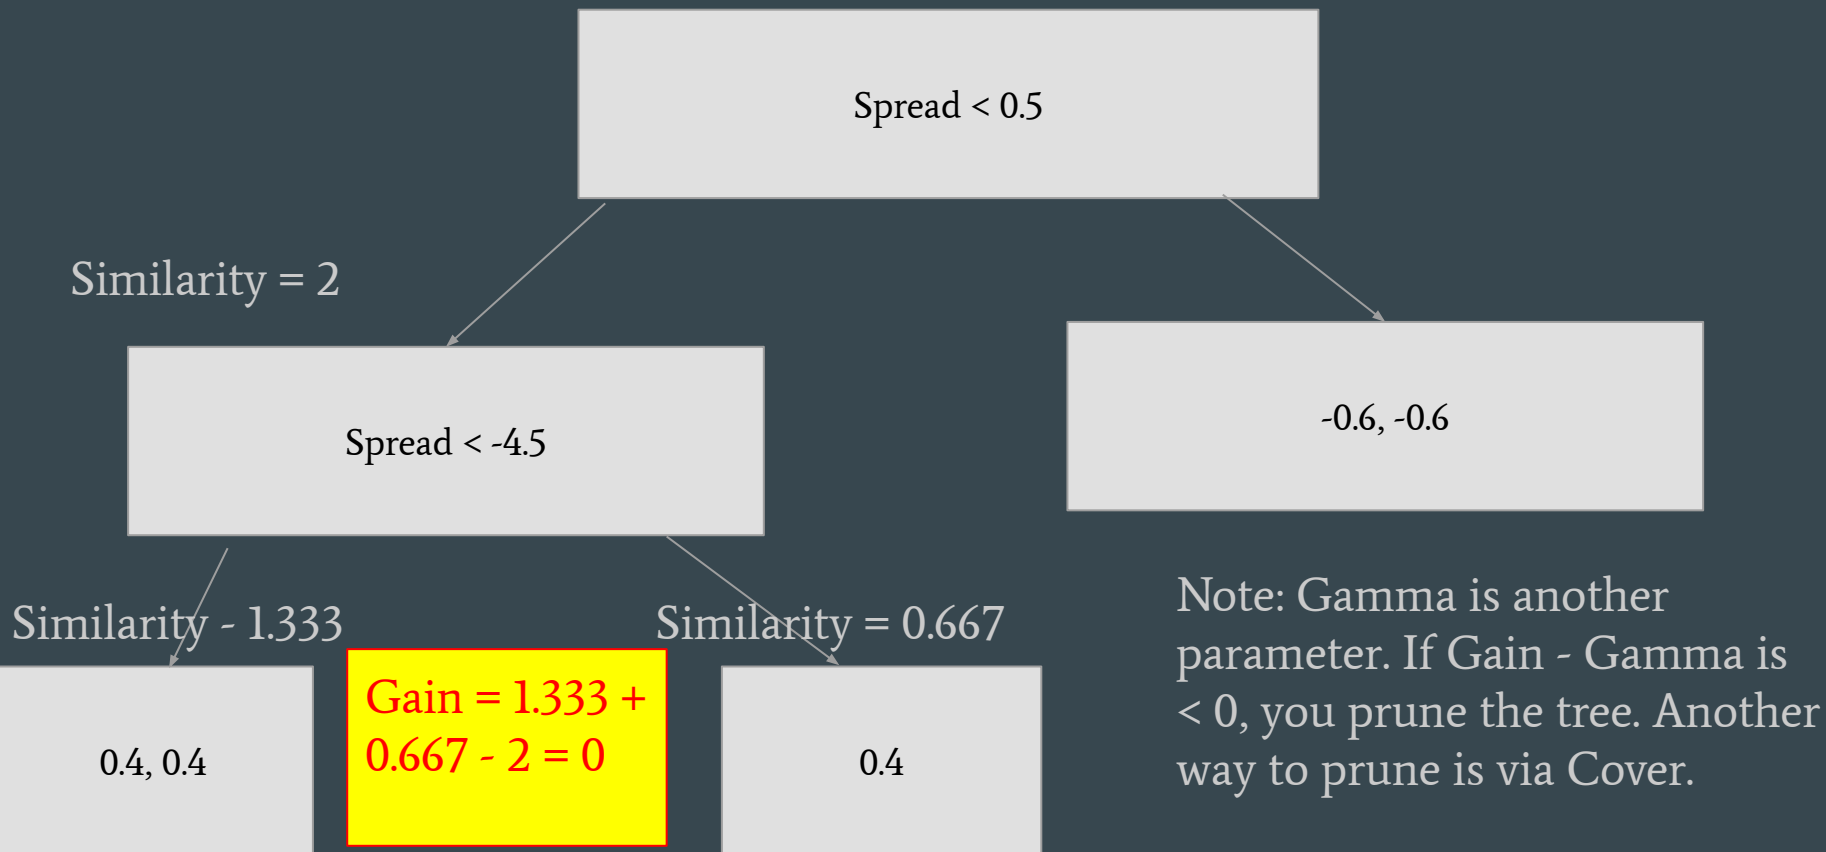 Spread < 0.5
Similarity = 2
Spread < -4.5
-0.6, -0.6
Similarity - 1.333
Similarity = 0.667
Note: Gamma is another
parameter. If Gain - Gamma is
< 0, you prune the tree. Another
way to prune is via Cover.
Gain = 1.333 +
0.667 - 2 = 0
0.4, 0.4
0.4